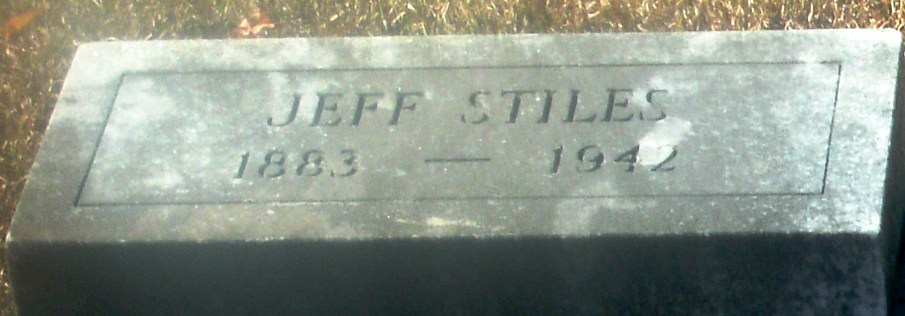 JEFF STILES
1883 — 1942